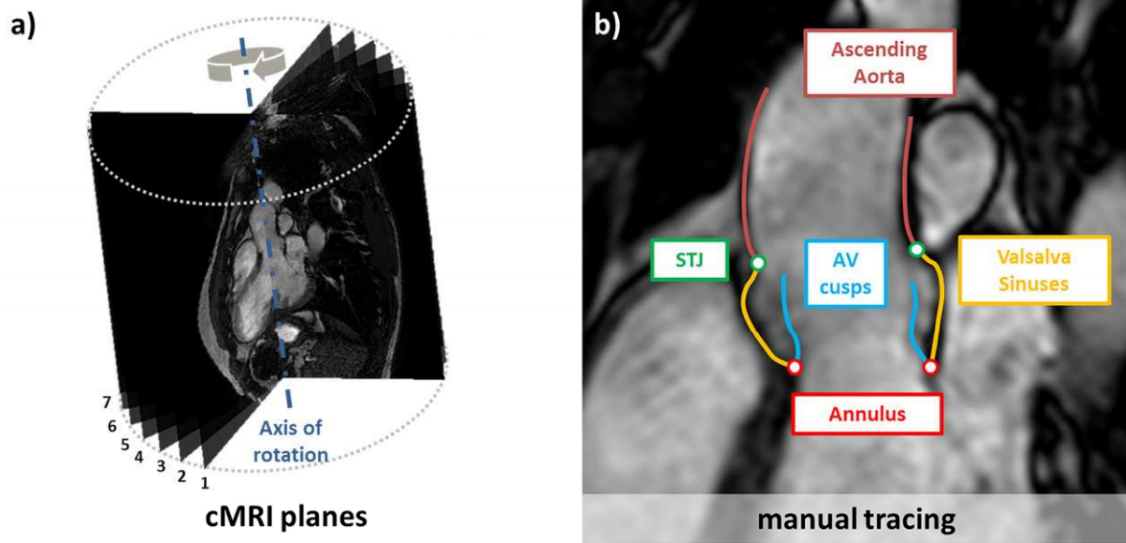 a)
7
6
5
4
3
2
1
Axis of
rotation
cMRI planes
b)
Ascending
Aorta
STJ
AV
cusps
Valsalva
Sinuses
Annulus
manual tracing